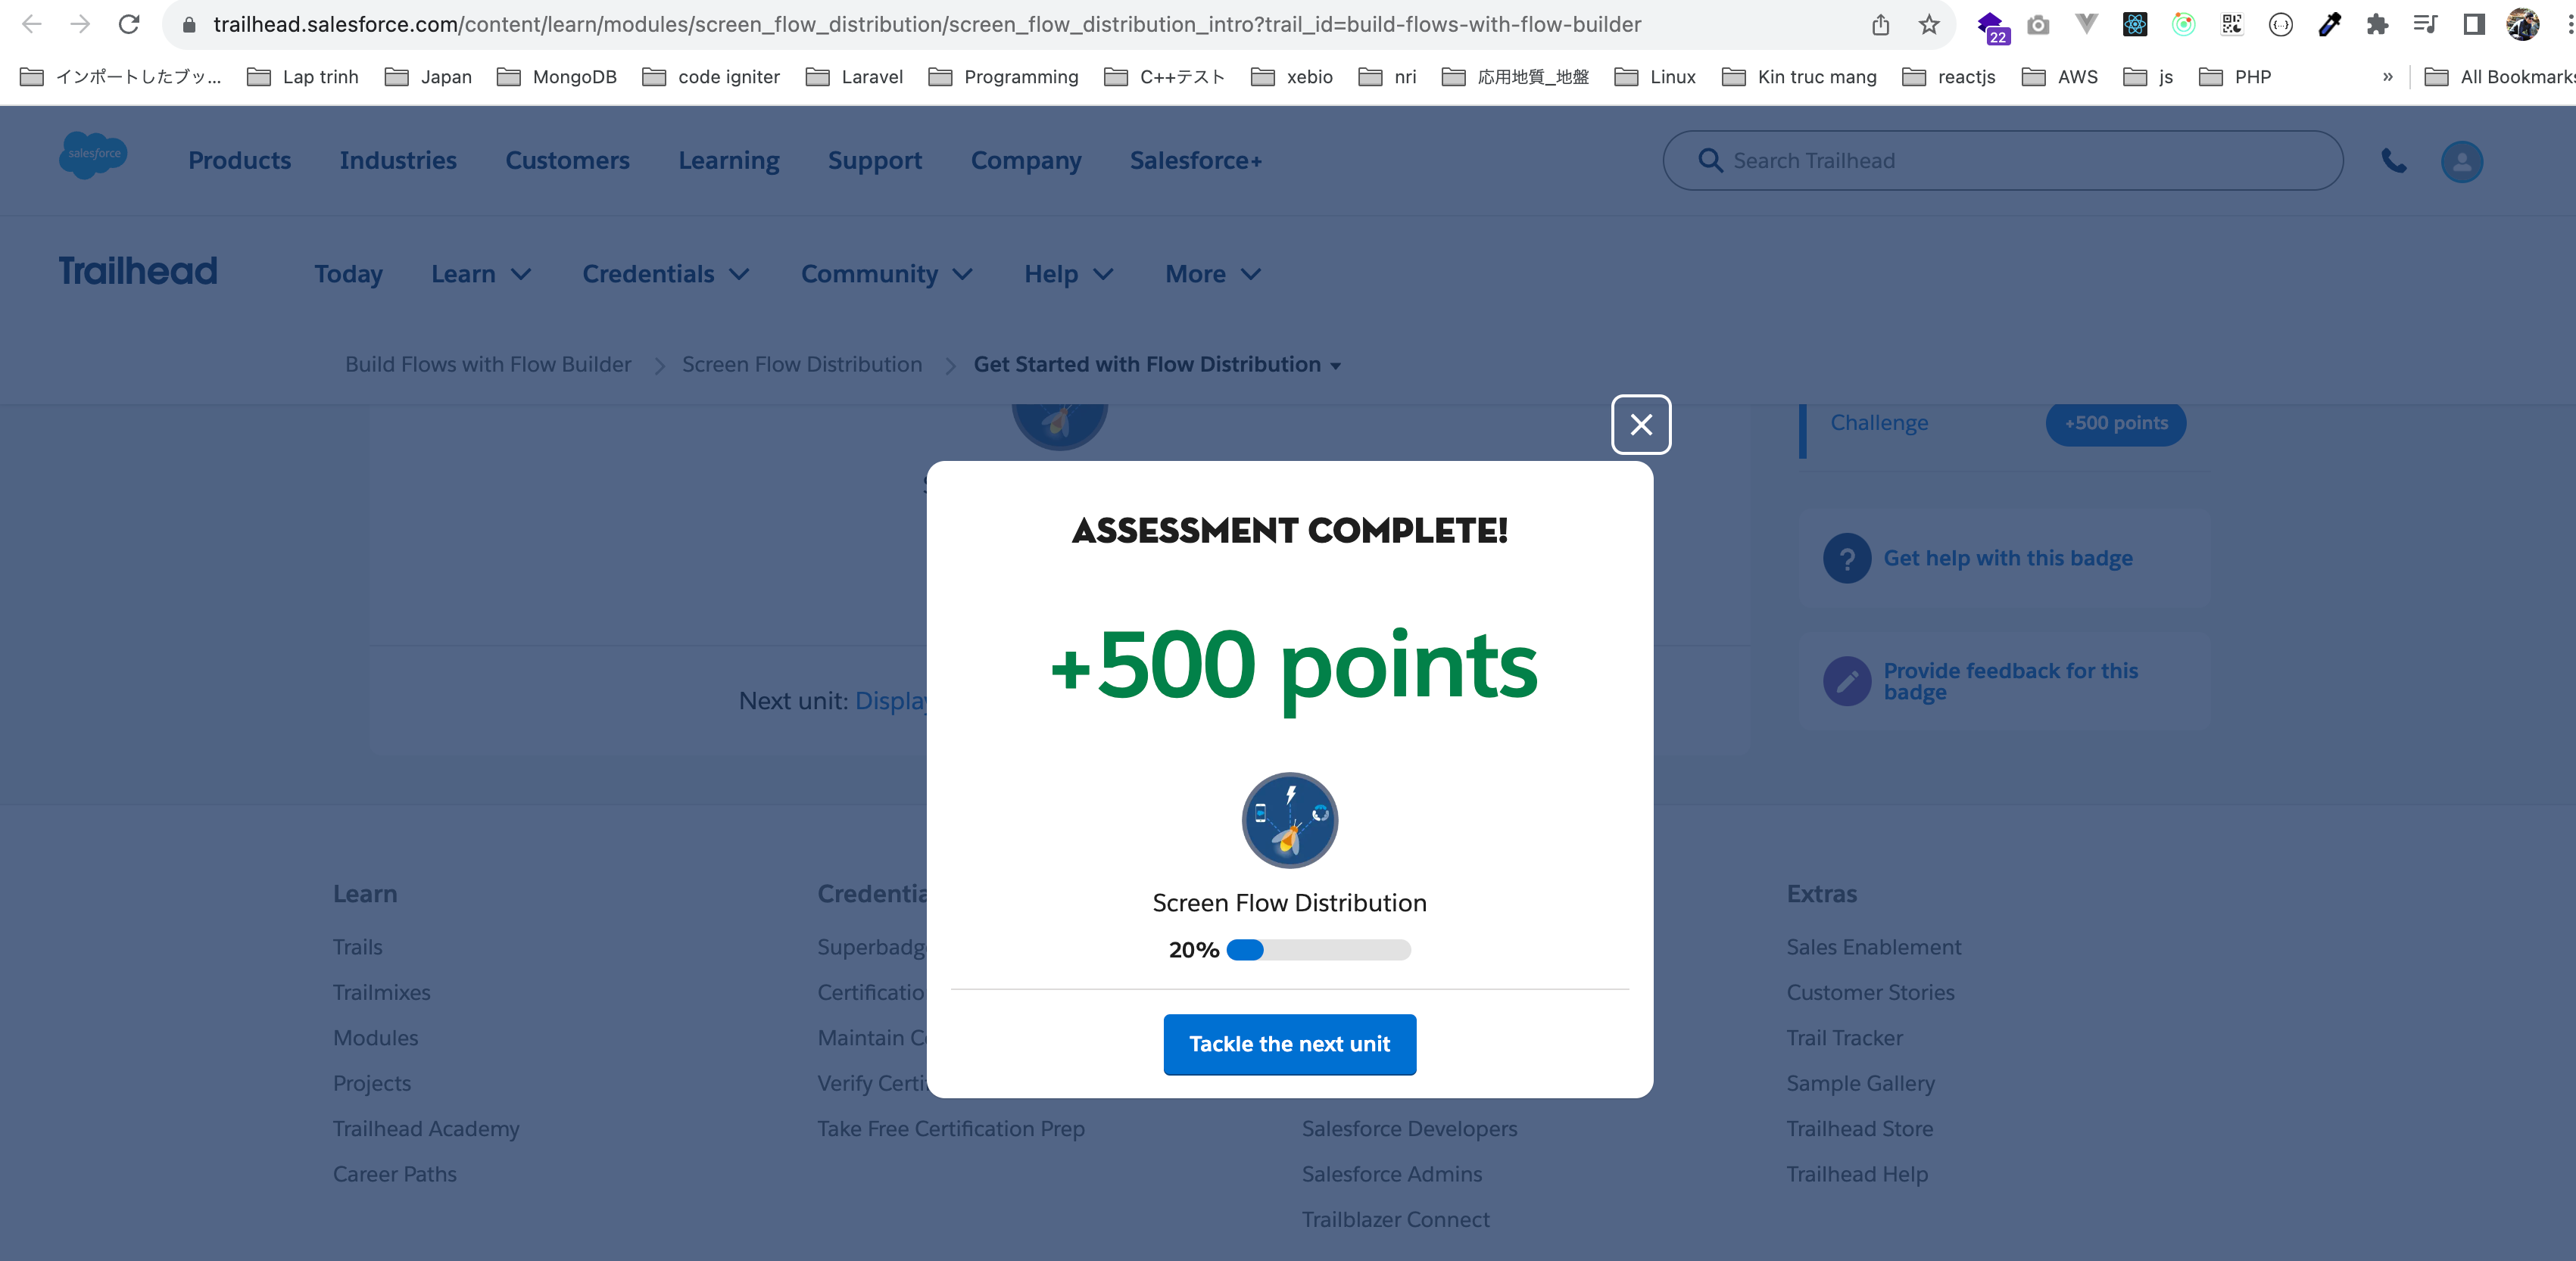 trailhead.salesforce.com/content/learn/modules/screen_flow_distribution/screen_flow_distribution_intro?trail_id=build-flows-with-flow-builder
22
インポートしたブッ... Lap trinh Japan MongoDB code igniter Laravel Programming C++テスト xebio nri 応用地質_地盤 Linux Kin truc mang reactjs AWS js PHP » All Bookmarks
salesforce Products Industries Customers Learning Support Company Salesforce+ Search Trailhead
Trailhead Today Learn Credentials Community Help More
Build Flows with Flow Builder Screen Flow Distribution Get Started with Flow Distribution
Challenge +500 points
ASSESSMENT COMPLETE!
Get help with this badge
+500 points
Provide feedback for this
badge
Next unit: Display
Screen Flow Distribution
20%
Tackle the next unit
Learn
Trails
Trailmixes
Modules
Projects
Trailhead Academy
Career Paths
Credentia
Superbadg
Certificatio
Maintain C
Verify Certi
Take Free Certification Prep
Salesforce Developers
Salesforce Admins
Trailblazer Connect
Extras
Sales Enablement
Customer Stories
Trail Tracker
Sample Gallery
Trailhead Store
Trailhead Help